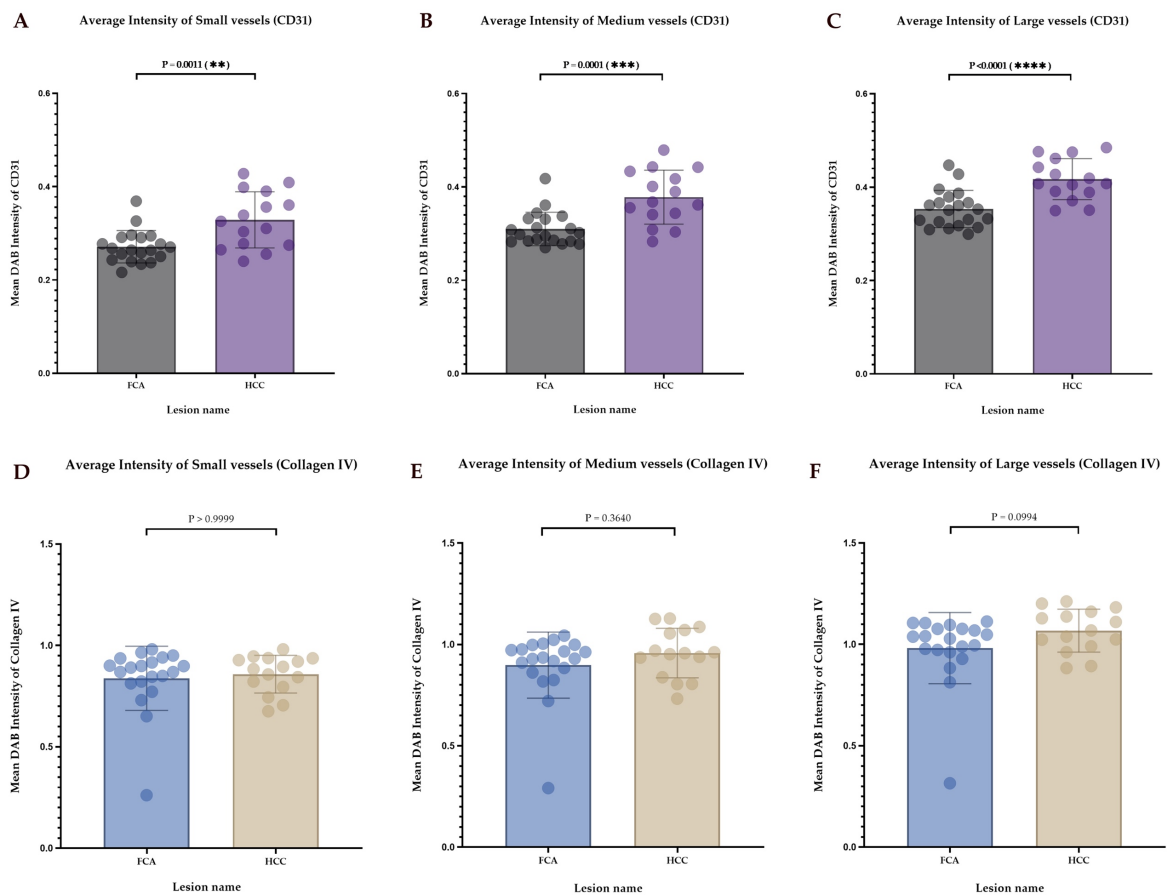 A
Average Intensity of Small vessels (CD31)
P = 0.0011 ( ✱✱)
Mean DAB Intensity of CD31
0.6
0.4
0.2
0.0
FCA
HCC
Lesion name
B
Average Intensity of Medium vessels (CD31)
P = 0.0001 ( ✱✱✱)
Mean DAB Intensity of CD31
0.6
0.4
0.2
0.0
FCA
HCC
Lesion name
C
Average Intensity of Large vessels (CD31)
P <0.0001 ( ✱✱✱✱)
Mean DAB Intensity of CD31
0.6
0.4
0.2
0.0
FCA
HCC
Lesion name
D
Average Intensity of Small vessels (Collagen IV)
P > 0.9999
Mean DAB Intensity of Collagen IV
1.5
1.0
0.5
0.0
FCA
HCC
Lesion name
E
Average Intensity of Medium vessels (Collagen IV)
P = 0.3640
Mean DAB Intensity of Collagen IV
1.5
1.0
0.5
0.0
FCA
HCC
Lesion name
F
Average Intensity of Large vessels (Collagen IV)
P = 0.0994
Mean DAB Intensity of Collagen IV
1.5
1.0
0.5
0.0
FCA
HCC
Lesion name